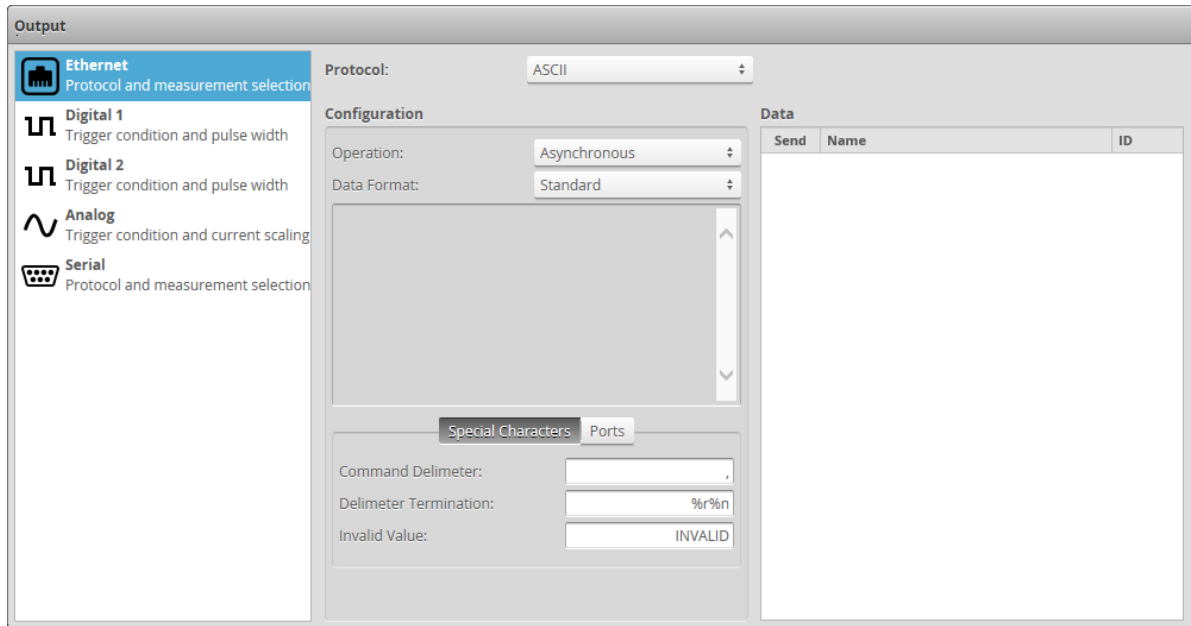 Output
Ethernet
Protocol and measurement selection
Digital 1
Trigger condition and pulse width
Digital 2
Trigger condition and pulse width
Analog
Trigger condition and current scaling
Serial
Protocol and measurement selection
Protocol: ASCII
Configuration
Operation: Asynchronous
Data Format: Standard
Special Characters Ports
Command Delimeter: ,
Delimeter Termination: %r%n
Invalid Value: INVALID
Data
Send Name ID